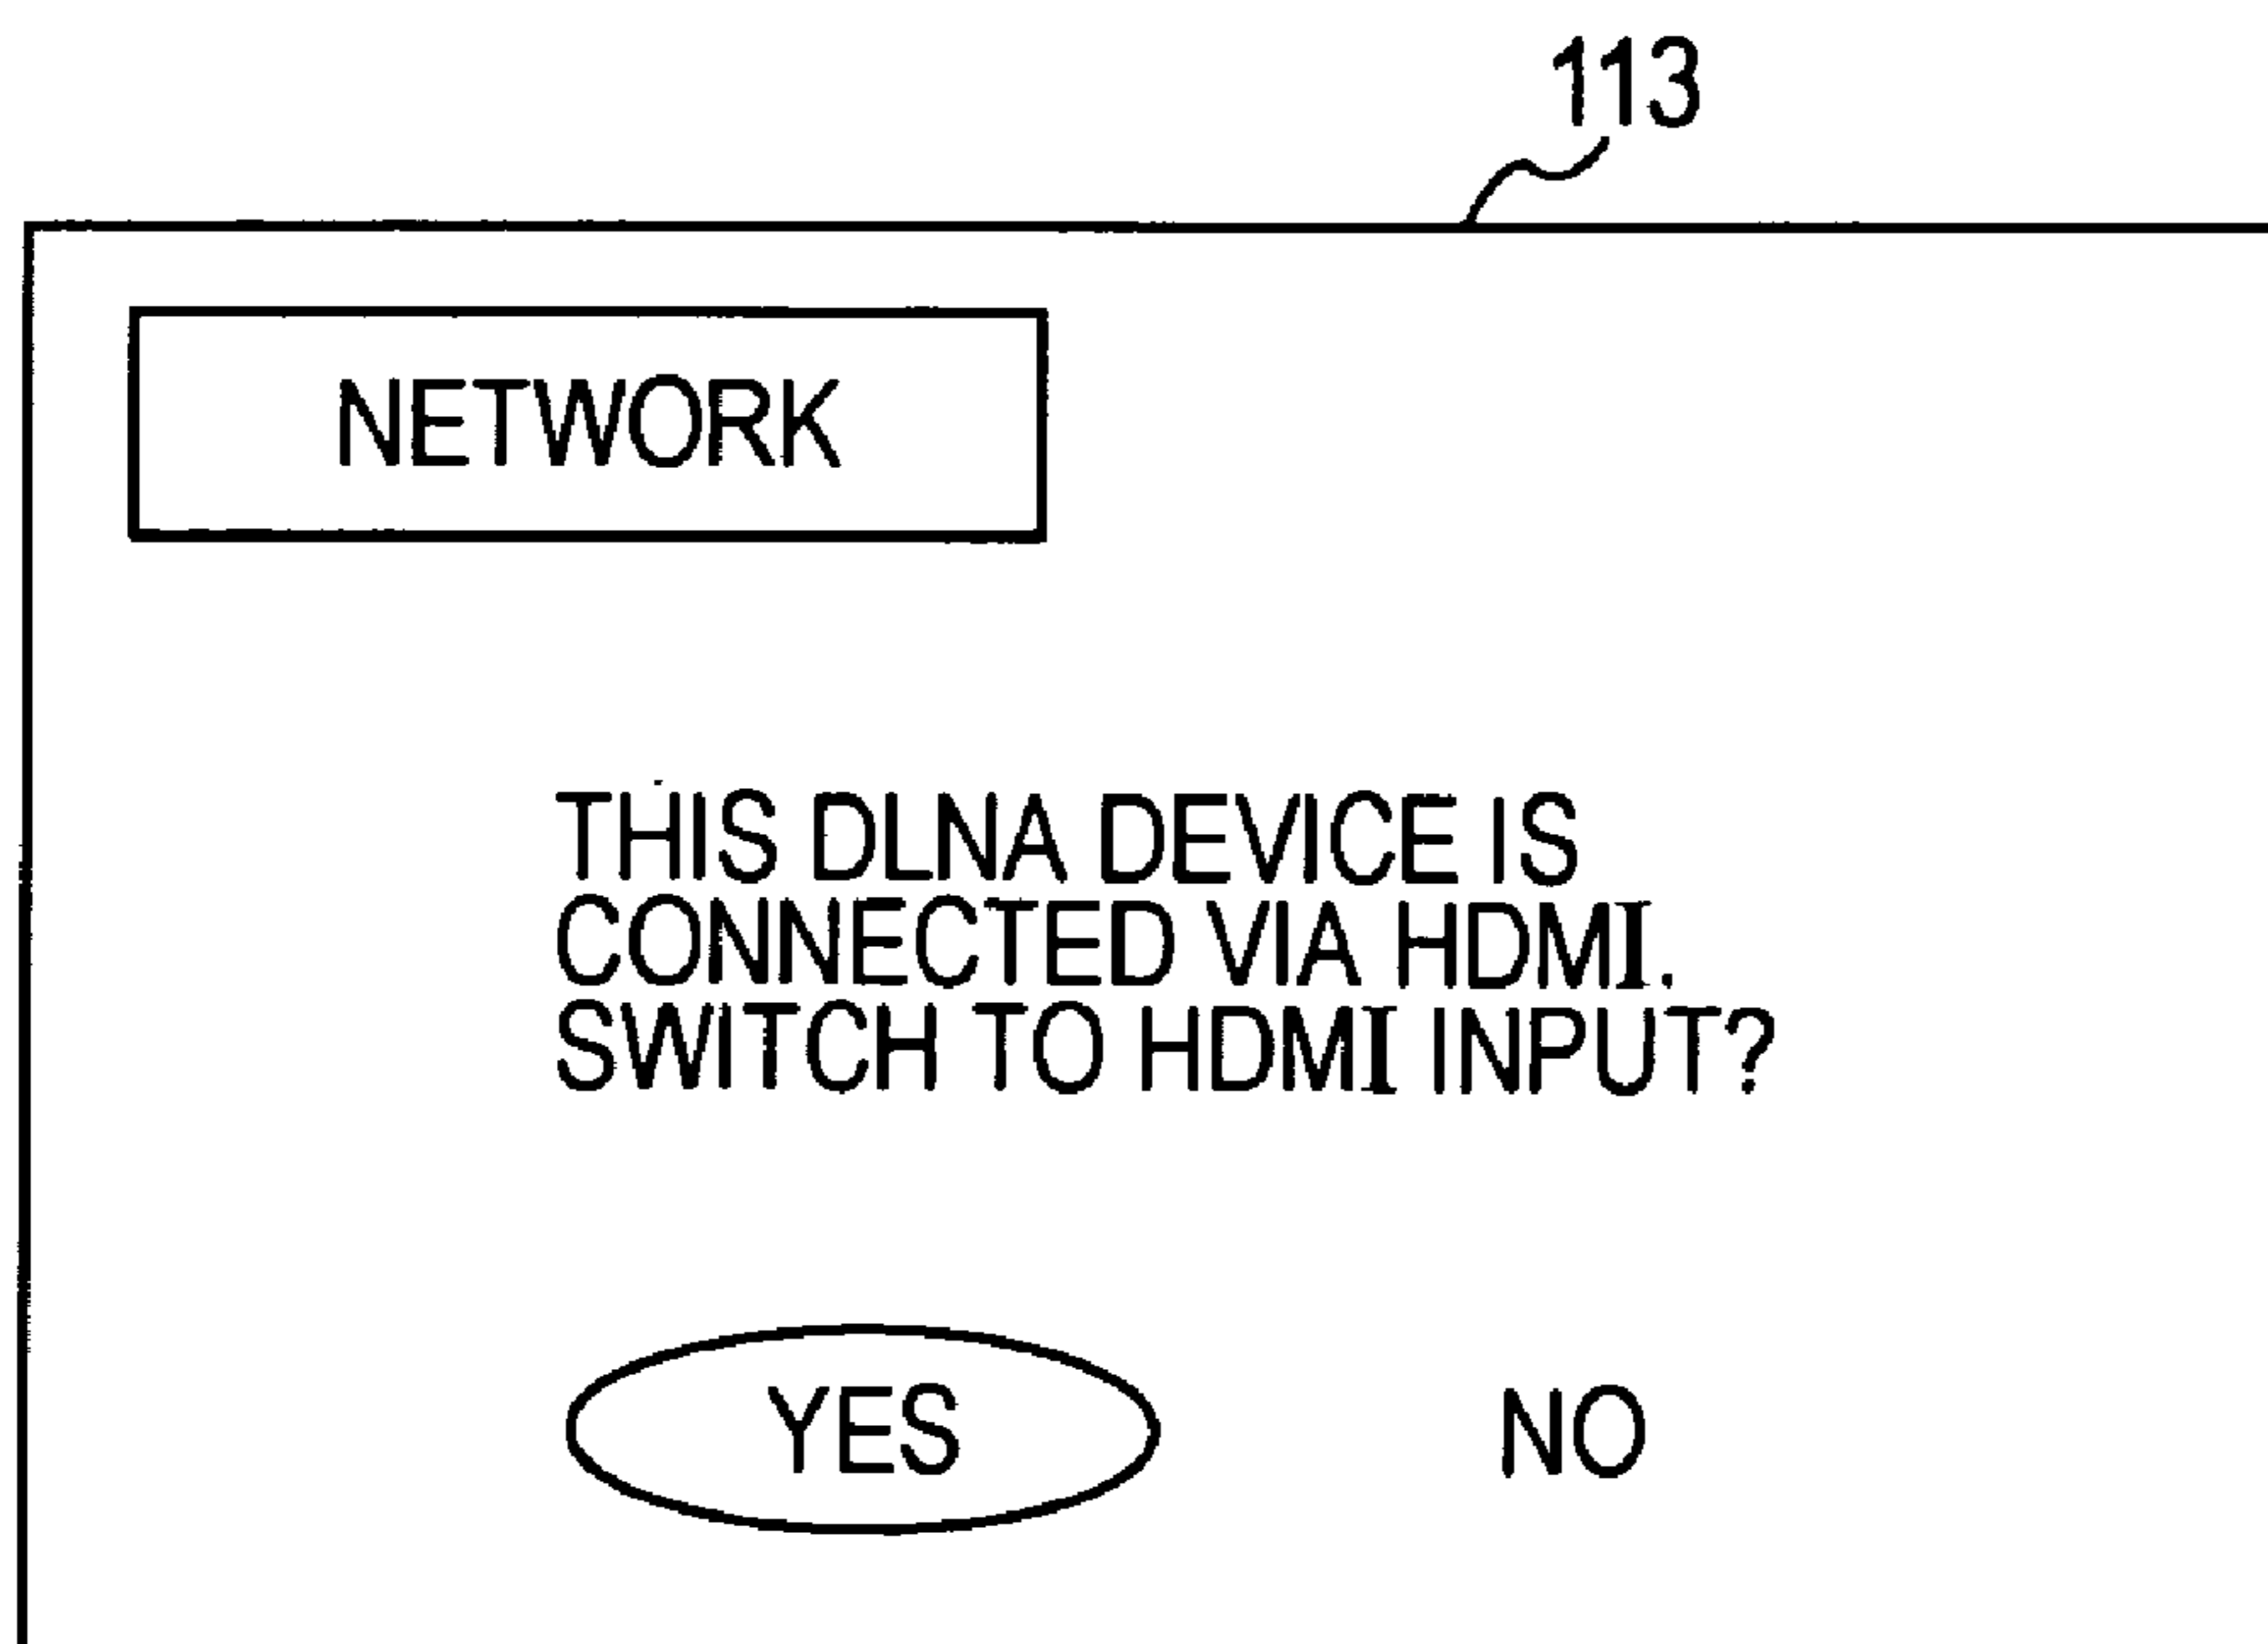 113
NETWORK
THIS DLNA DEVICE IS
CONNECTED VIA HDMI.
SWITCH TO HDMI INPUT?
YES NO